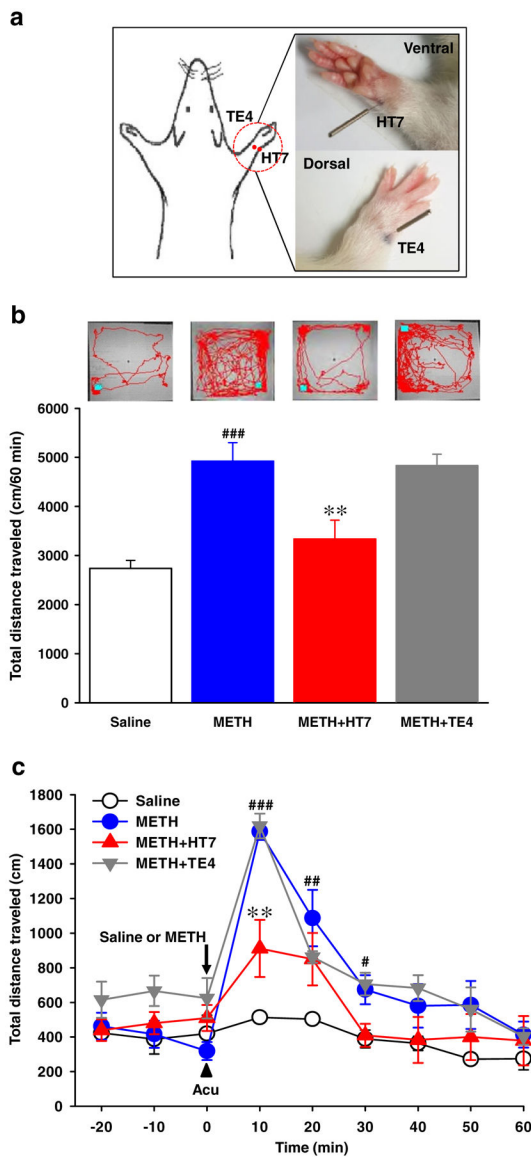 a
Ventral
TE4
HT7
HT7
Dorsal
TE4
b
Total distance traveled (cm/60 min)
6000
5000
4000
3000
2000
1000
0
###
**
Saline
METH
METH+HT7
METH+TE4
c
Total distance traveled (cm)
1800
1600
1400
1200
1000
800
600
400
200
0
Saline
METH
METH+HT7
METH+TE4
###
##
**
#
Saline or METH
Acu
-20
-10
0
10
20
30
40
50
60
Time (min)